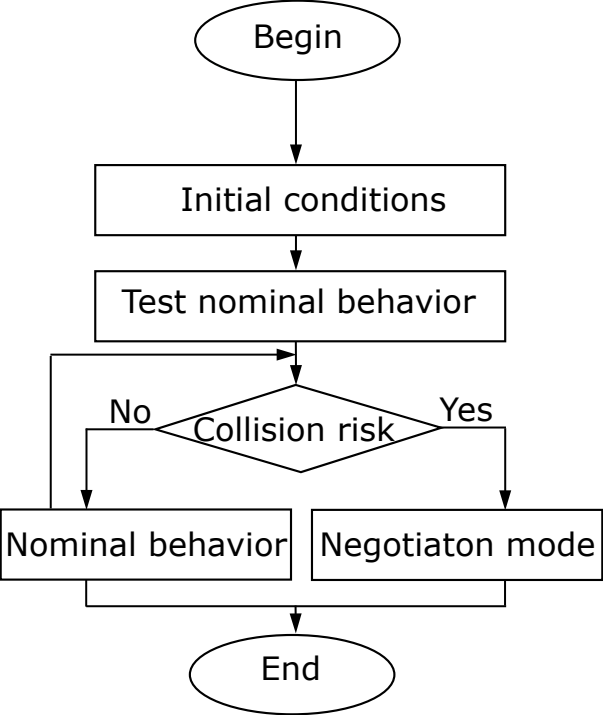 Begin
Initial conditions
Test nominal behavior
No
Yes
Collision risk
Nominal behavior
Negotiaton mode
End